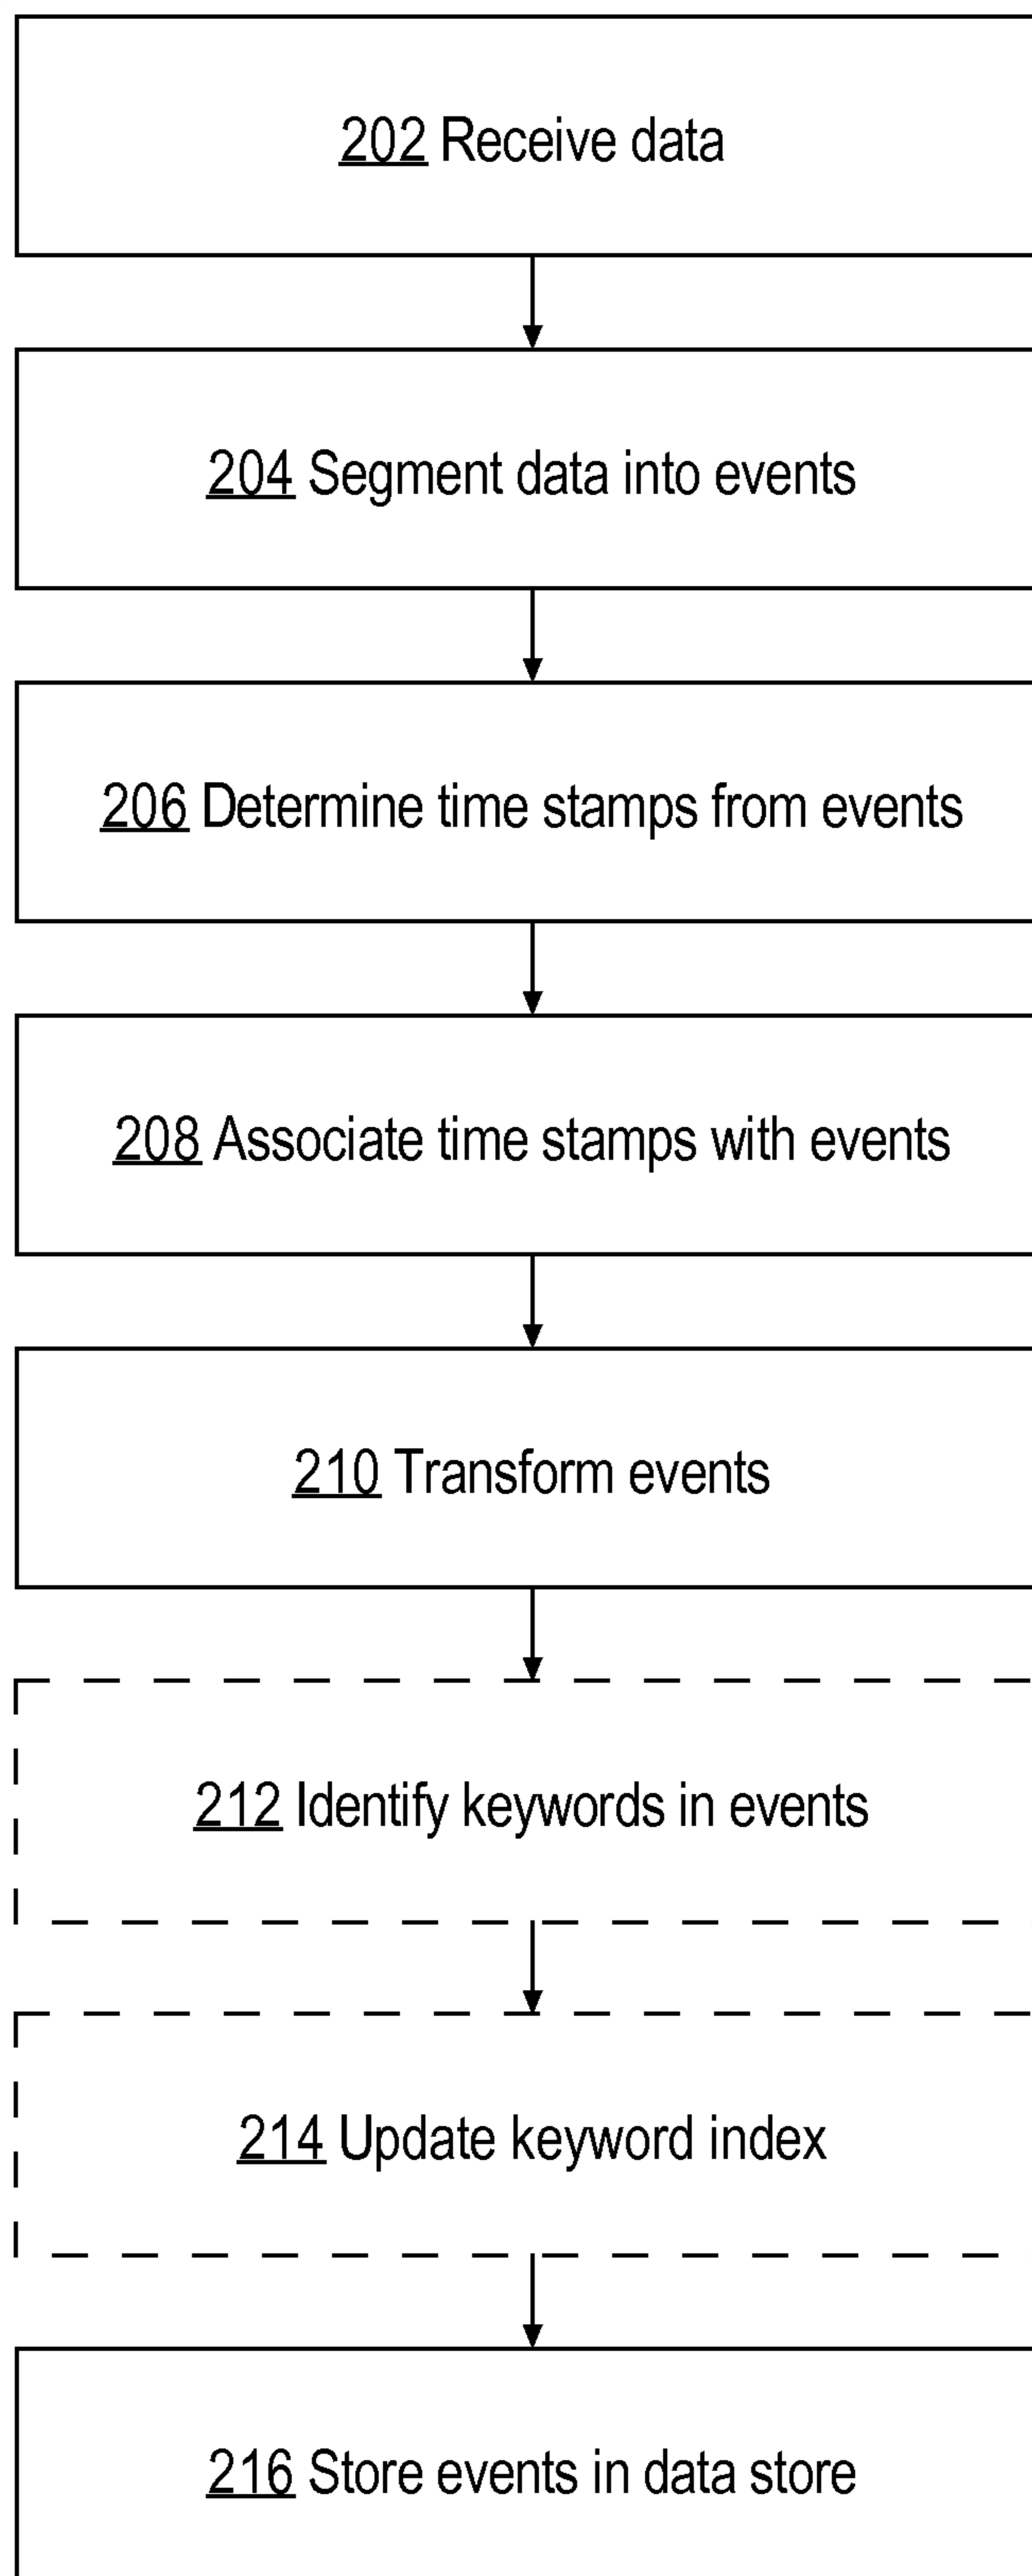 202 Receive data
204 Segment data into events
206 Determine time stamps from events
208 Associate time stamps with events
210 Transform events
212 Identify keywords in events
214 Update keyword index
216 Store events in data store